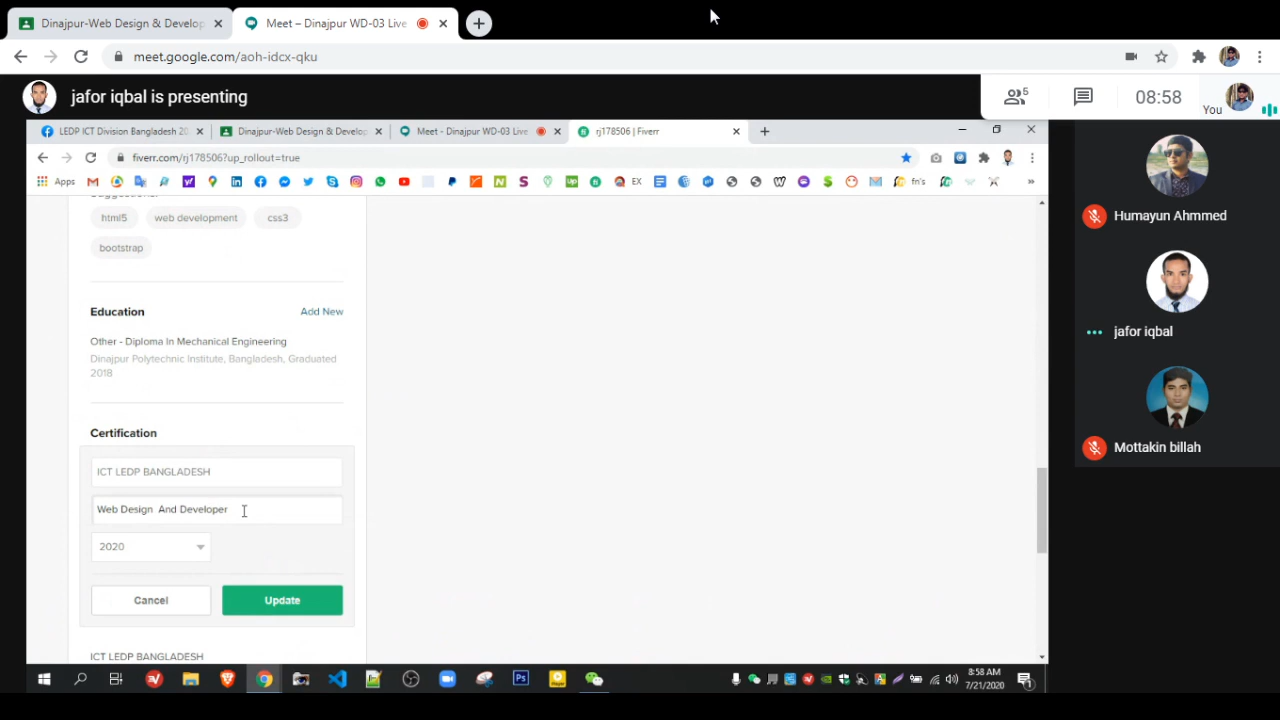 Dinajpur-Web Design & Develop
Meet – Dinajpur WD-03 Live
meet.google.com/aoh-idcx-qku
jafor iqbal is presenting
5
08:58
You
LEDP ICT Division Bangladesh 20
Dinajpur-Web Design & Develop
Meet - Dinajpur WD-03 Live
rj178506 | Fiverr
fiverr.com/rj178506?up_rollout=true
Apps
EX
fn's
html5
web development
css3
bootstrap
Education
Add New
Other - Diploma In Mechanical Engineering
Dinajpur Polytechnic Institute, Bangladesh, Graduated
2018
Certification
ICT LEDP BANGLADESH
Web Design And Developer
2020
Cancel
Update
ICT LEDP BANGLADESH
Humayun Ahmmed
jafor iqbal
Mottakin billah
8:58 AM
7/21/2020